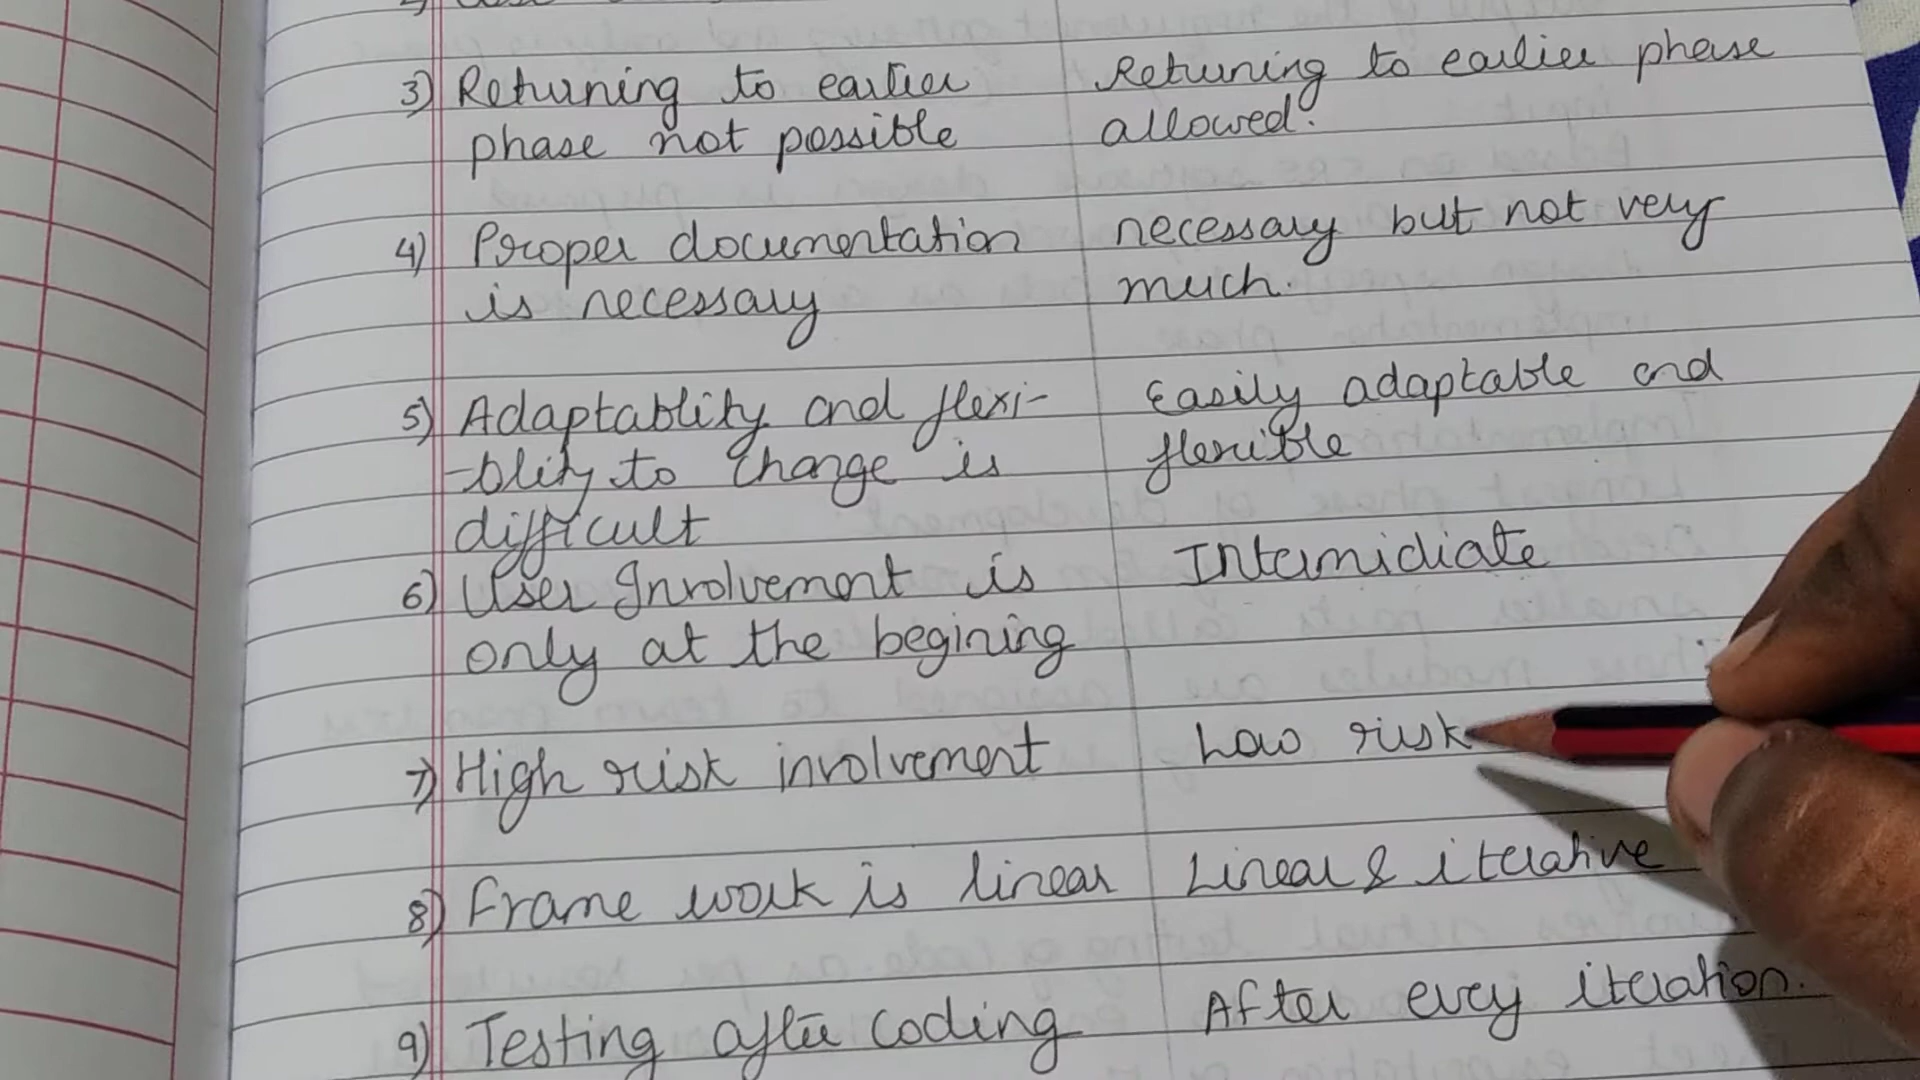 3) Returning to earlier
phase not possible
Returning to earlier phase
allowed.
4) Proper documentation
is necessary
necessary but not very
much.
5) Adaptablity and flexi-
-blity to change is
difficult
Easily adaptable and
flexible
6) User Involvement is
only at the begining
Intermidiate
7) High risk involvement
Low risk
8) Frame work is linear
Linear & iterative
9) Testing after coding
After every iteration.